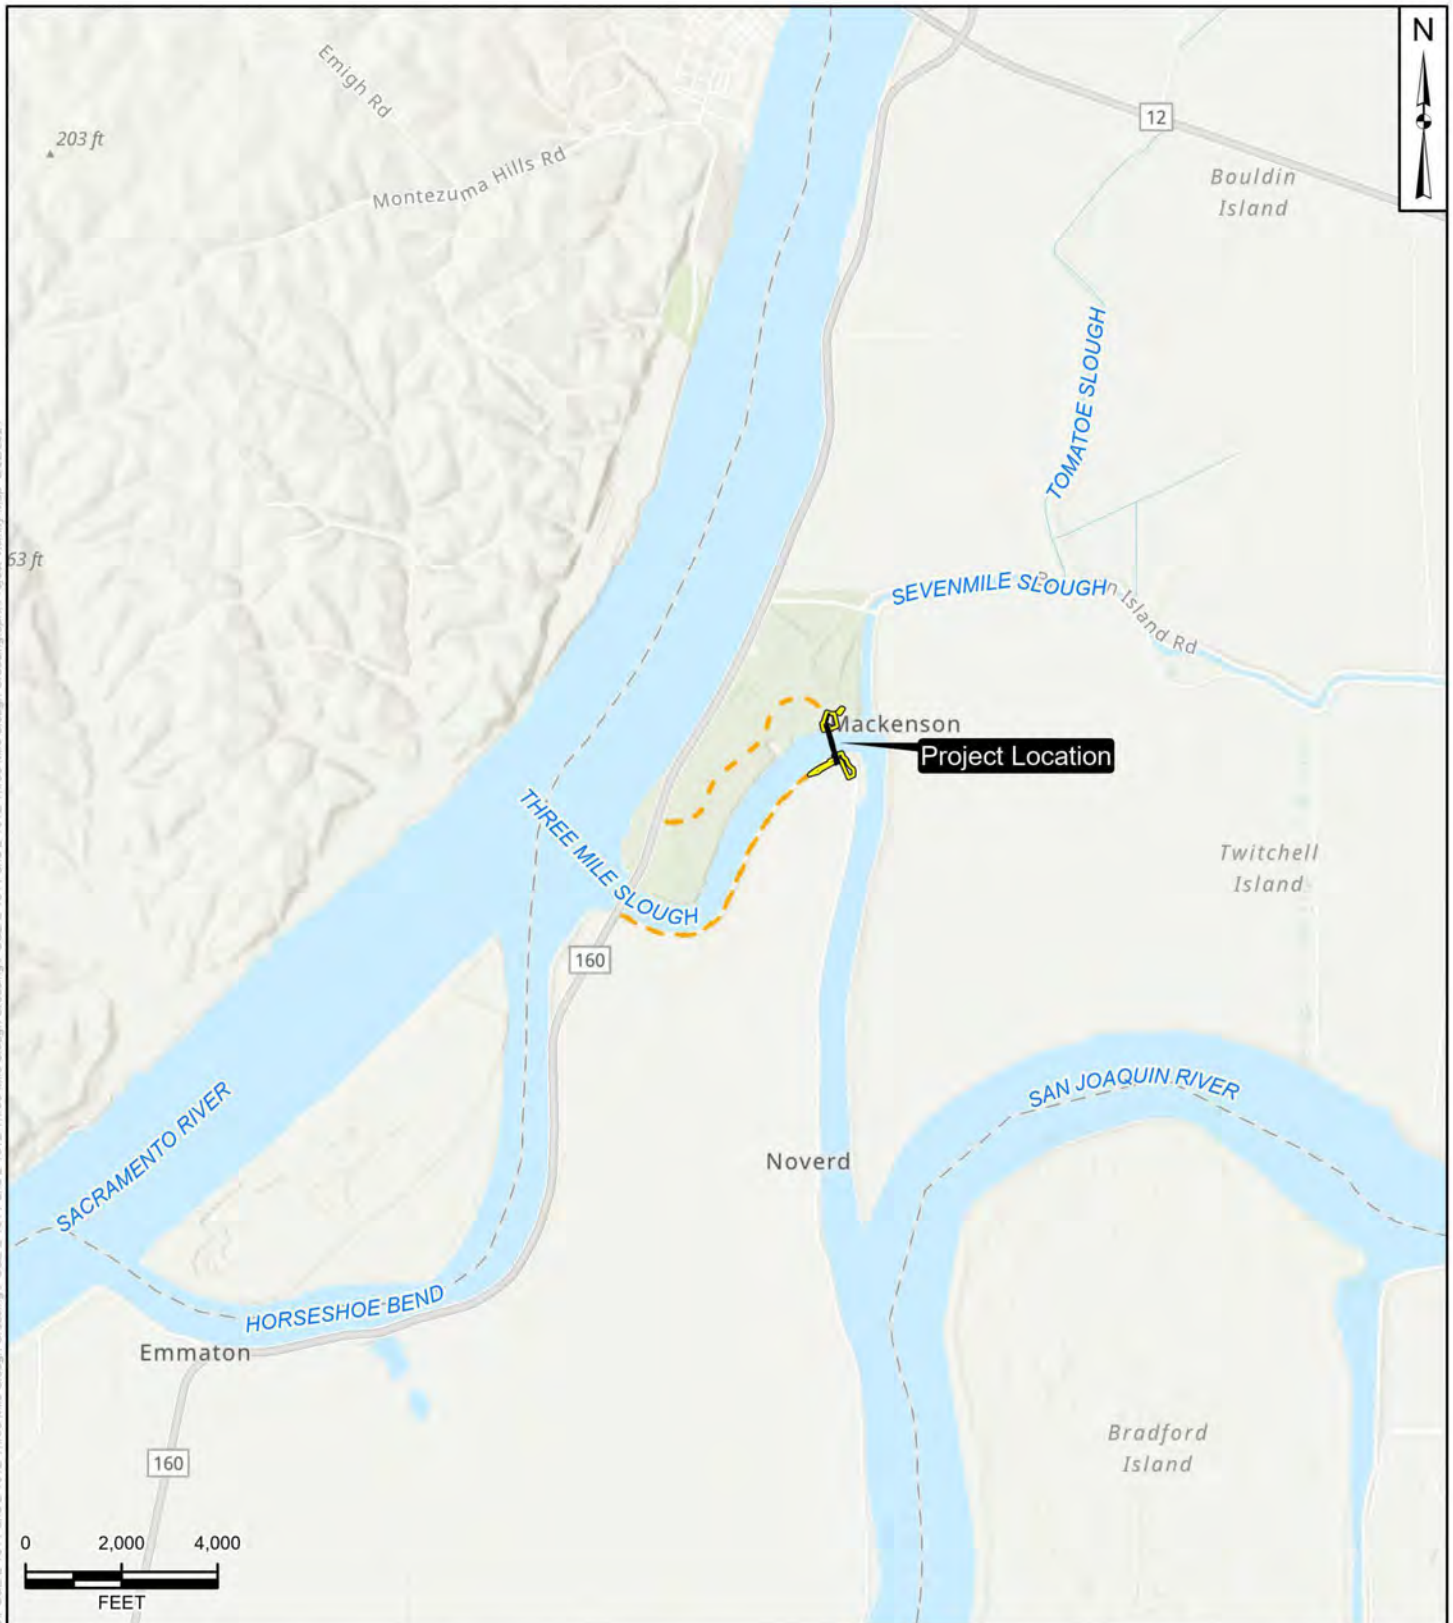 N
Emigh Rd
203 ft
12
Montezuma Hills Rd
Bouldin
Island
TOMATOE SLOUGH
63 ft
SEVENMILE SLOUGH
Island Rd
Mackenson
Project Location
THREE MILE SLOUGH
Twitchell
Island
160
SAN JOAQUIN RIVER
SACRAMENTO RIVER
Noverd
HORSESHOE BEND
Emmaton
Bradford
Island
160
0 2,000 4,000
FEET